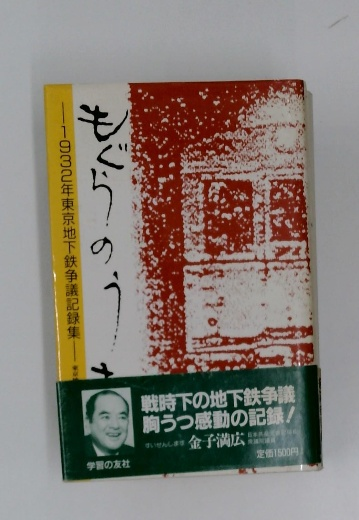 もぐらのうた
―1932年東京地下鉄争議記録集―
戦時下の地下鉄争議
胸うつ感動の記録!
すいせんします 金子満広
定価1500円
学習の友社